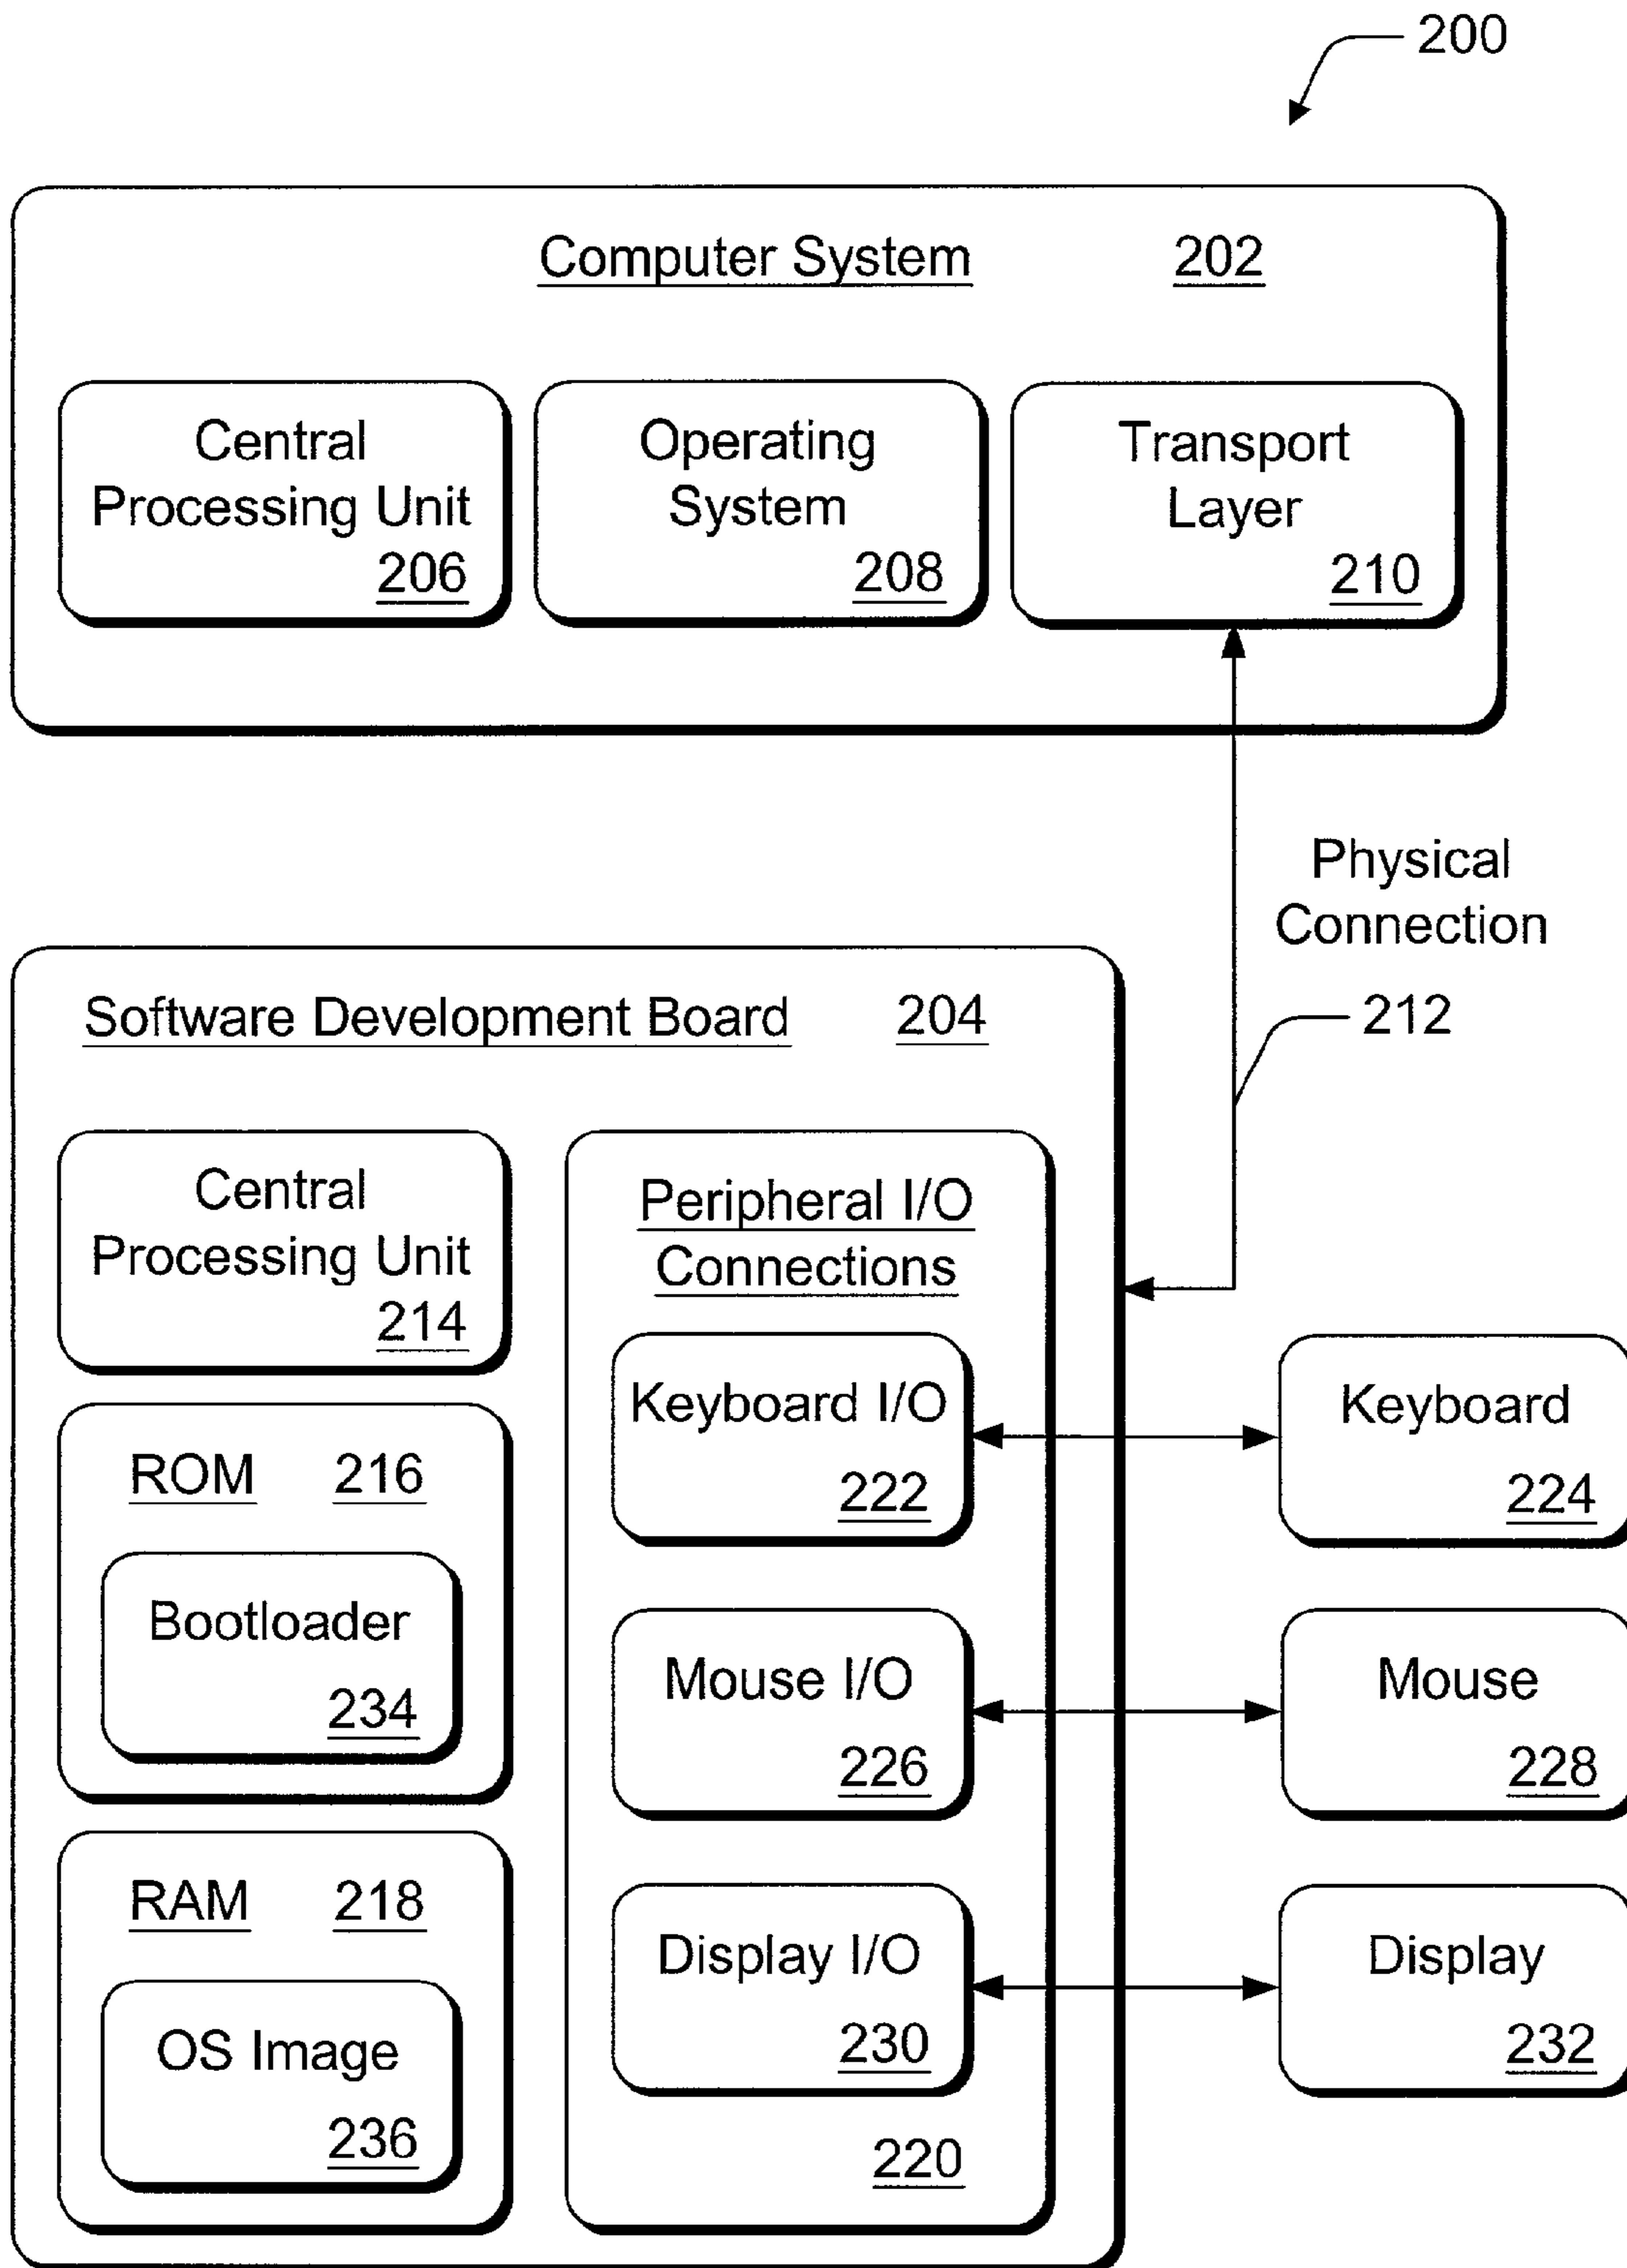 200
Computer System 202
Central
Processing Unit
206
Operating
System
208
Transport
Layer
210
Physical
Connection
212
Software Development Board 204
Central
Processing Unit
214
ROM 216
Bootloader
234
RAM 218
OS Image
236
Peripheral I/O
Connections
Keyboard I/O
222
Mouse I/O
226
Display I/O
230
220
Keyboard
224
Mouse
228
Display
232